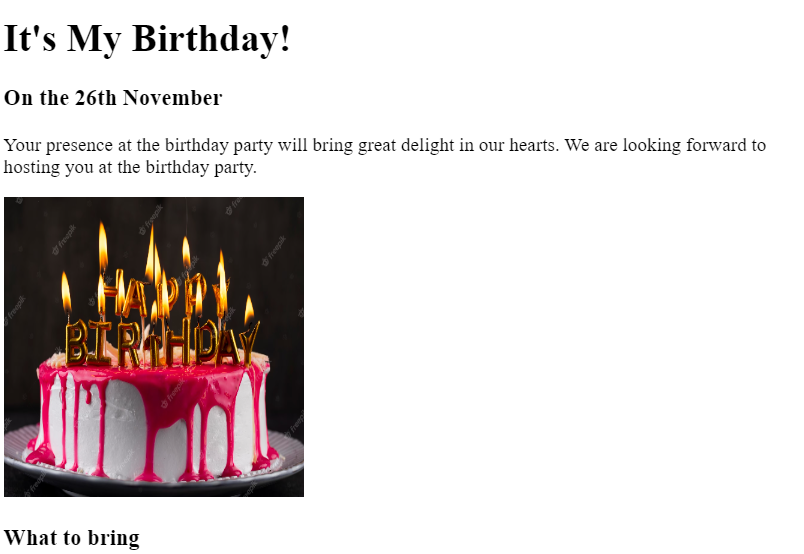 It's My Birthday!
On the 26th November
Your presence at the birthday party will bring great delight in our hearts. We are looking forward to
hosting you at the birthday party.
HAPPY
BIRTHDAY
What to bring